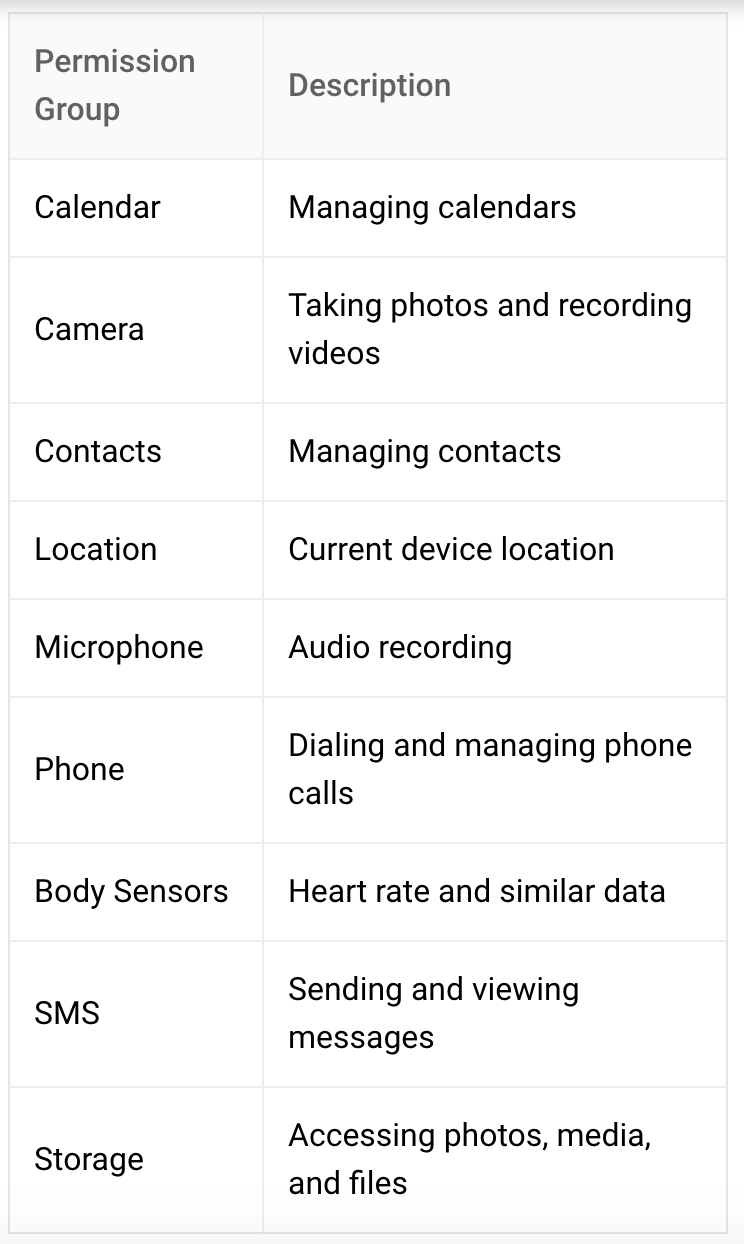 Permission
Group
Description
Calendar
Managing calendars
Camera
Taking photos and recording
videos
Contacts
Managing contacts
Location
Current device location
Microphone
Audio recording
Phone
Dialing and managing phone
calls
Body Sensors
Heart rate and similar data
SMS
Sending and viewing
messages
Storage
Accessing photos, media,
and files